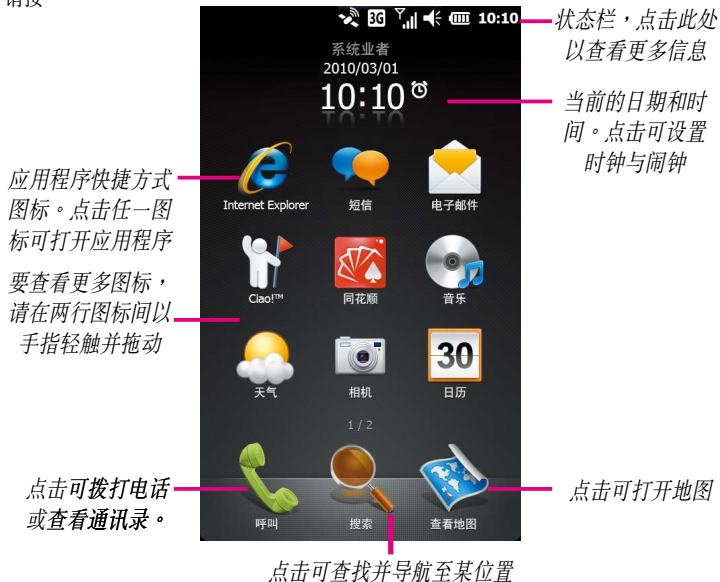 请按
3G
10:10
系统业者
2010/03/01
10:10
Internet Explorer
短信
电子邮件
Ciao!™
同花顺
音乐
30
天气
相机
日历
1 / 2
呼叫
搜索
查看地图
状态栏，点击此处
以查看更多信息
当前的日期和时
间。点击可设置
时钟与闹钟
应用程序快捷方式
图标。点击任一图
标可打开应用程序
要查看更多图标，
请在两行图标间以
手指轻触并拖动
点击可拨打电话
或查看通讯录。
点击可打开地图
点击可查找并导航至某位置